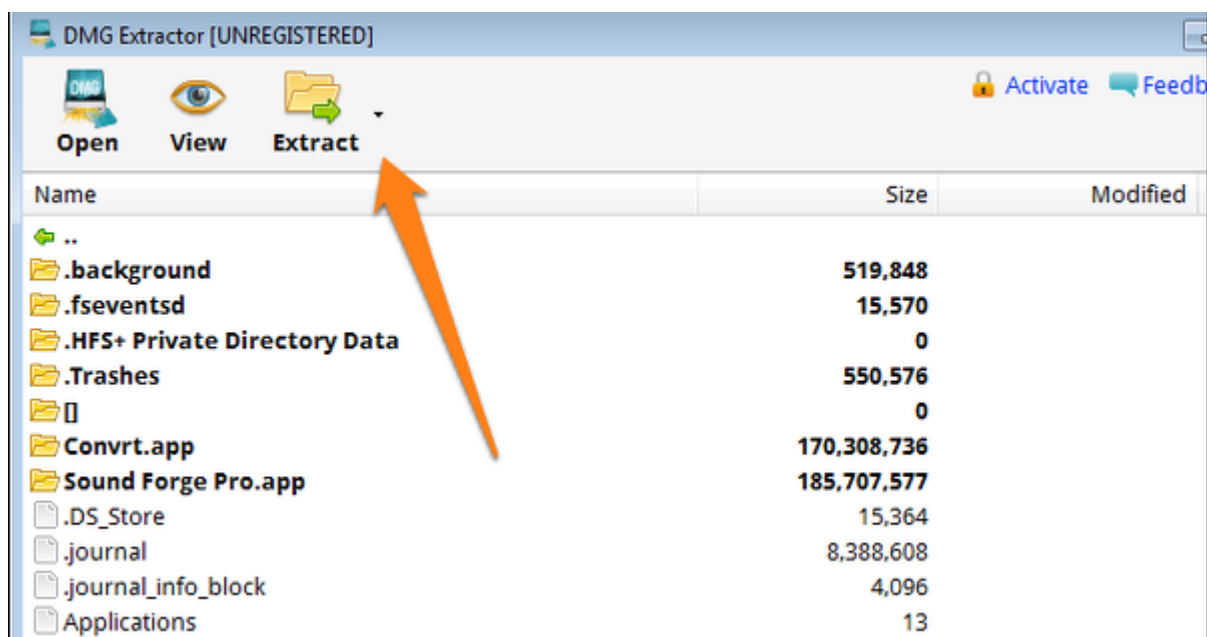 DMG Extractor [UNREGISTERED]
DMG
Open View Extract
Activate
Name Size Modified
..
.background 519,848
.fseventsd 15,570
.HFS+ Private Directory Data 0
.Trashes 550,576
[] 0
Convrt.app 170,308,736
Sound Forge Pro.app 185,707,577
.DS_Store 15,364
.journal 8,388,608
.journal_info_block 4,096
Applications 13